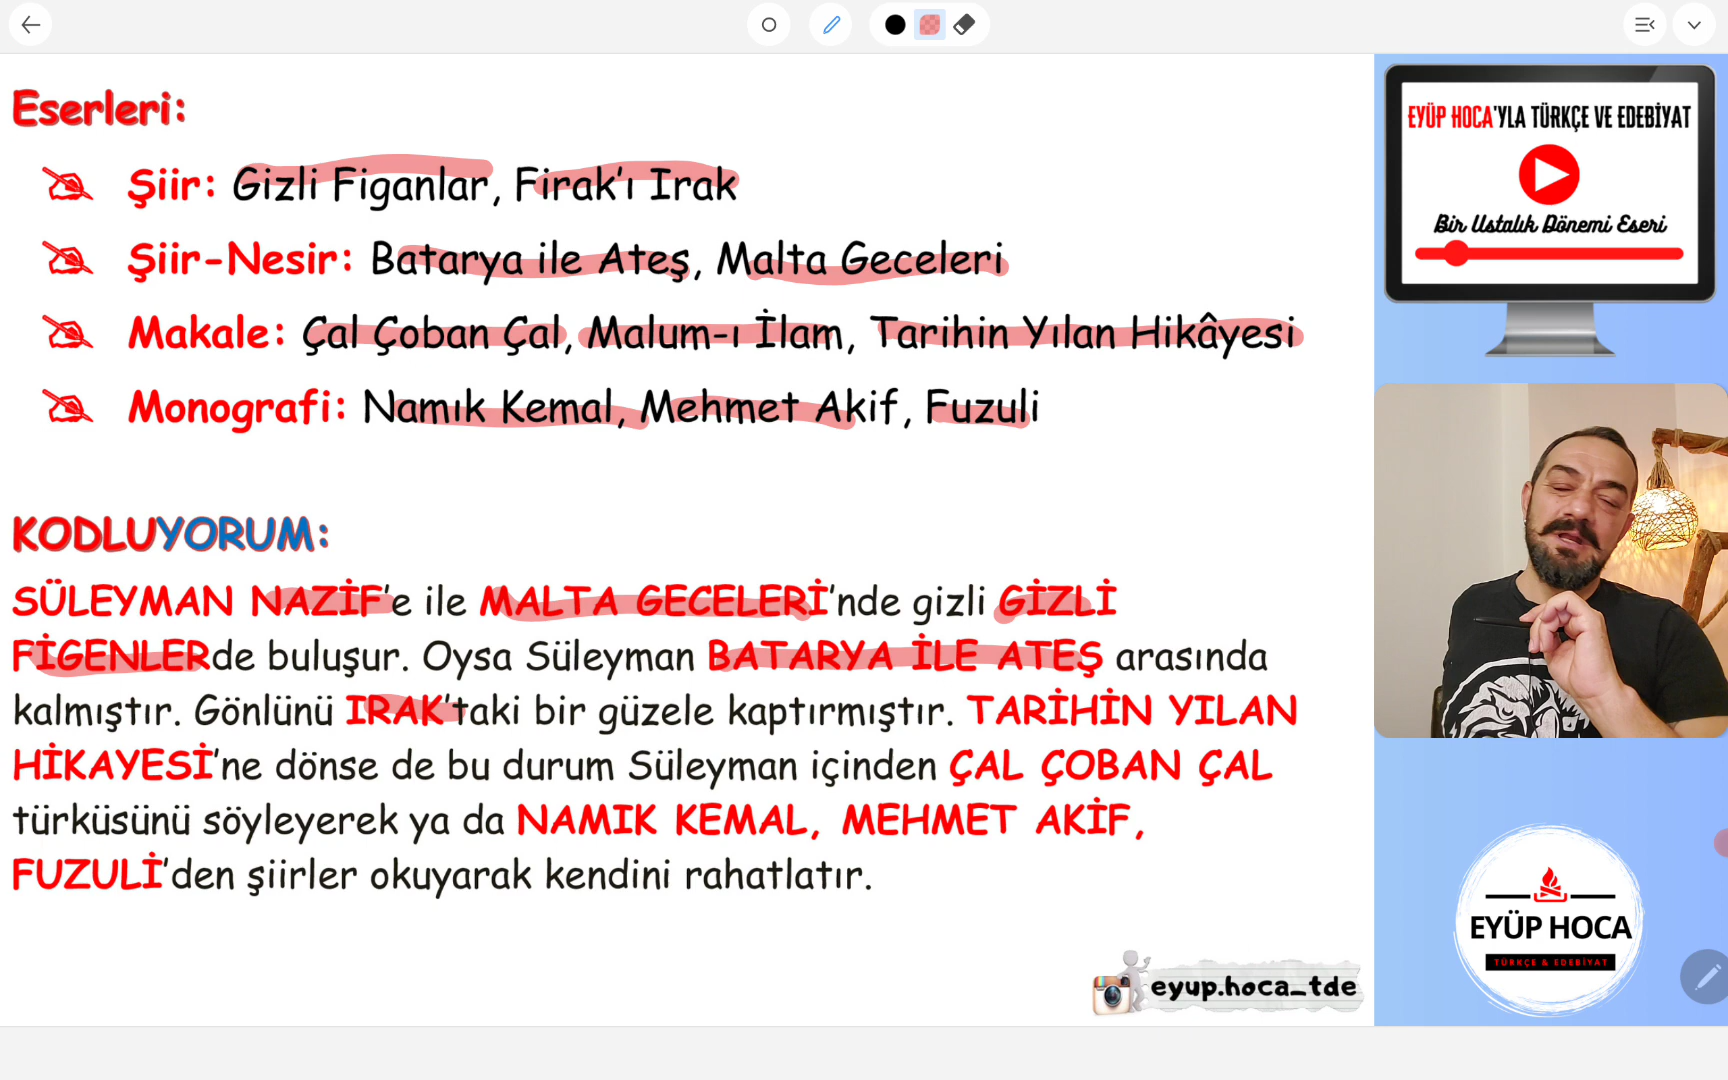 Eserleri:
Şiir: Gizli Figanlar, Firak'ı Irak
Şiir-Nesir: Batarya ile Ateş, Malta Geceleri
Makale: Çal Çoban Çal, Malum-ı İlam, Tarihin Yılan Hikâyesi
Monografi: Namık Kemal, Mehmet Akif, Fuzuli
KODLUYORUM:
SÜLEYMAN NAZİF'e ile MALTA GECELERİ'nde gizli GİZLİ
FİGENLERde buluşur. Oysa Süleyman BATARYA İLE ATEŞ arasında
kalmıştır. Gönlünü IRAK'taki bir güzele kaptırmıştır. TARİHİN YILAN
HİKAYESİ'ne dönse de bu durum Süleyman içinden ÇAL ÇOBAN ÇAL
türküsünü söyleyerek ya da NAMIK KEMAL, MEHMET AKİF,
FUZULİ'den şiirler okuyarak kendini rahatlatır.
eyup.hoca_tde
EYÜP HOCA'YLA TÜRKÇE VE EDEBİYAT
Bir Ustalık Dönemi Eseri
EYÜP HOCA
TÜRKÇE & EDEBİYAT